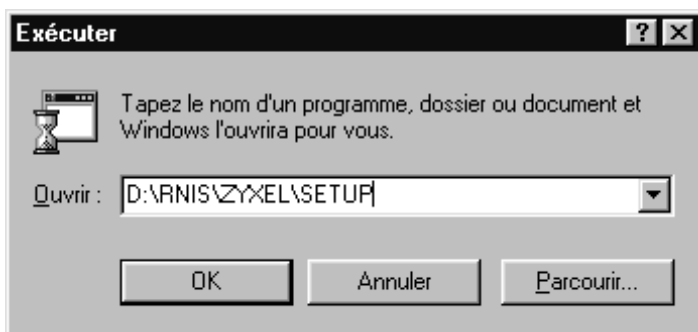 Exécuter
Tapez le nom d'un programme, dossier ou document et
Windows l'ouvrira pour vous.
Ouvrir : D:\RNIS\ZYXEL\SETUP
OK Annuler Parcourir...